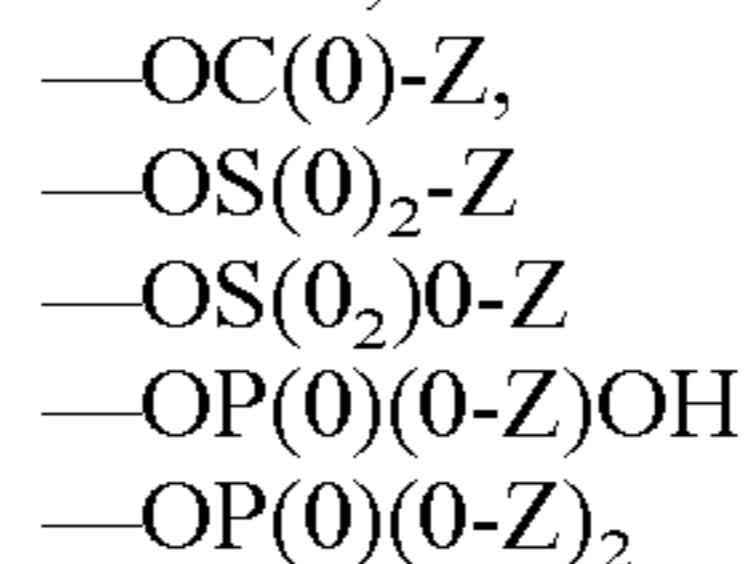 —OC(0)-Z,
—OS(0)₂-Z
—OS(0₂)0-Z
—OP(0)(0-Z)OH
—OP(0)(0-Z)₂